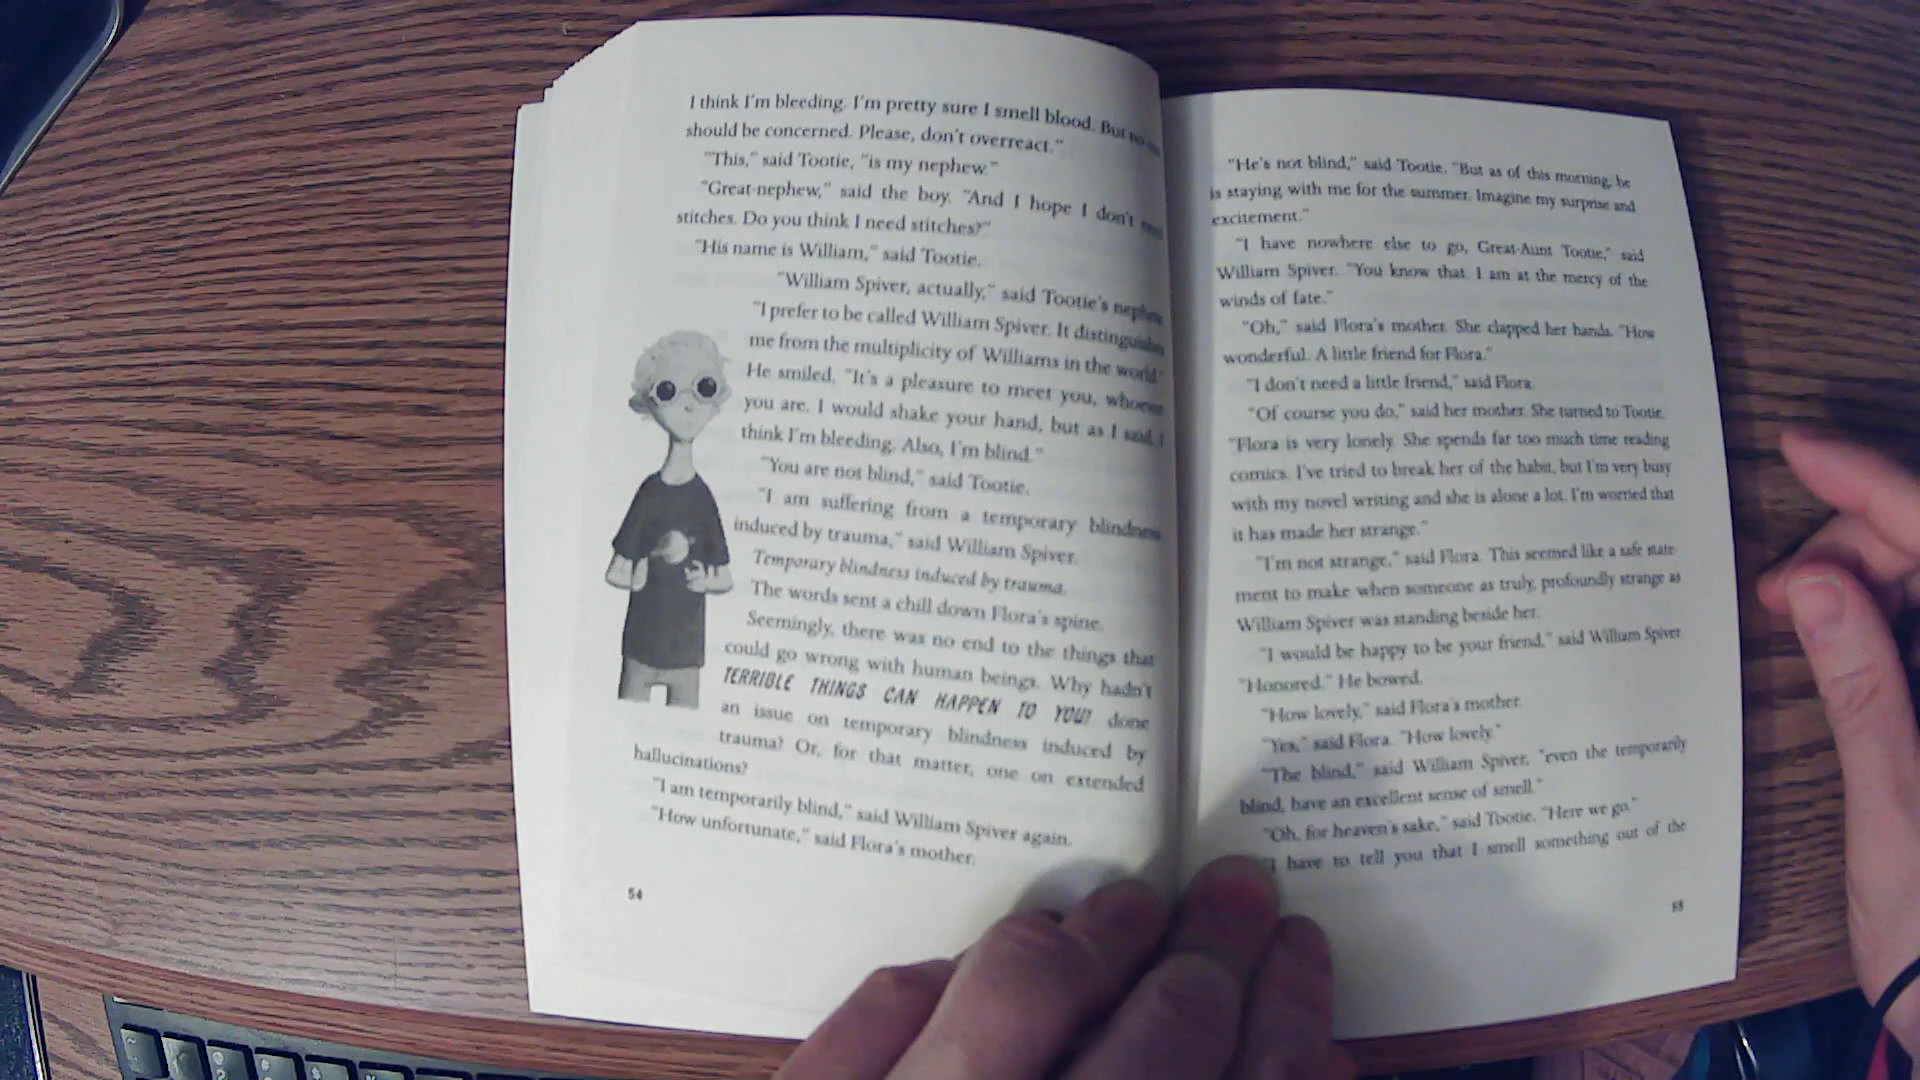 I think I'm bleeding. I'm pretty sure I smell blood. But no
should be concerned. Please, don't overreact."
"This," said Tootie, "is my nephew."
"Great-nephew," said the boy. "And I hope I don't
stitches. Do you think I need stitches?"
"His name is William," said Tootie.
"William Spiver, actually," said Tootie's nephew
"I prefer to be called William Spiver. It distinguishes
me from the multiplicity of Williams in the world."
He smiled. "It's a pleasure to meet you, whoever
you are. I would shake your hand, but as I said, I
think I'm bleeding. Also, I'm blind."
"You are not blind," said Tootie.
"I am suffering from a temporary blindness
induced by trauma," said William Spiver.
Temporary blindness induced by trauma.
The words sent a chill down Flora's spine.
Seemingly, there was no end to the things that
could go wrong with human beings. Why hadn't
TERRIBLE THINGS CAN HAPPEN TO YOU! done
an issue on temporary blindness induced by
trauma? Or, for that matter, one on extended
hallucinations?
"I am temporarily blind," said William Spiver again.
"How unfortunate," said Flora's mother.
54
"He's not blind," said Tootie. "But as of this morning, he
is staying with me for the summer. Imagine my surprise and
excitement."
"I have nowhere else to go, Great-Aunt Tootie," said
William Spiver. "You know that. I am at the mercy of the
winds of fate."
"Oh," said Flora's mother. She clapped her hands. "How
wonderful. A little friend for Flora."
"I don't need a little friend," said Flora.
"Of course you do," said her mother. She turned to Tootie.
"Flora is very lonely. She spends far too much time reading
comics. I've tried to break her of the habit, but I'm very busy
with my novel writing and she is alone a lot. I'm worried that
it has made her strange."
"I'm not strange," said Flora. This seemed like a safe state-
ment to make when someone as truly, profoundly strange as
William Spiver was standing beside her.
"I would be happy to be your friend," said William Spiver.
"Honored." He bowed.
"How lovely," said Flora's mother.
"Yes," said Flora. "How lovely."
"The blind," said William Spiver, "even the temporarily
blind, have an excellent sense of smell."
"Oh, for heaven's sake," said Tootie. "Here we go."
"I have to tell you that I smell something out of the
55